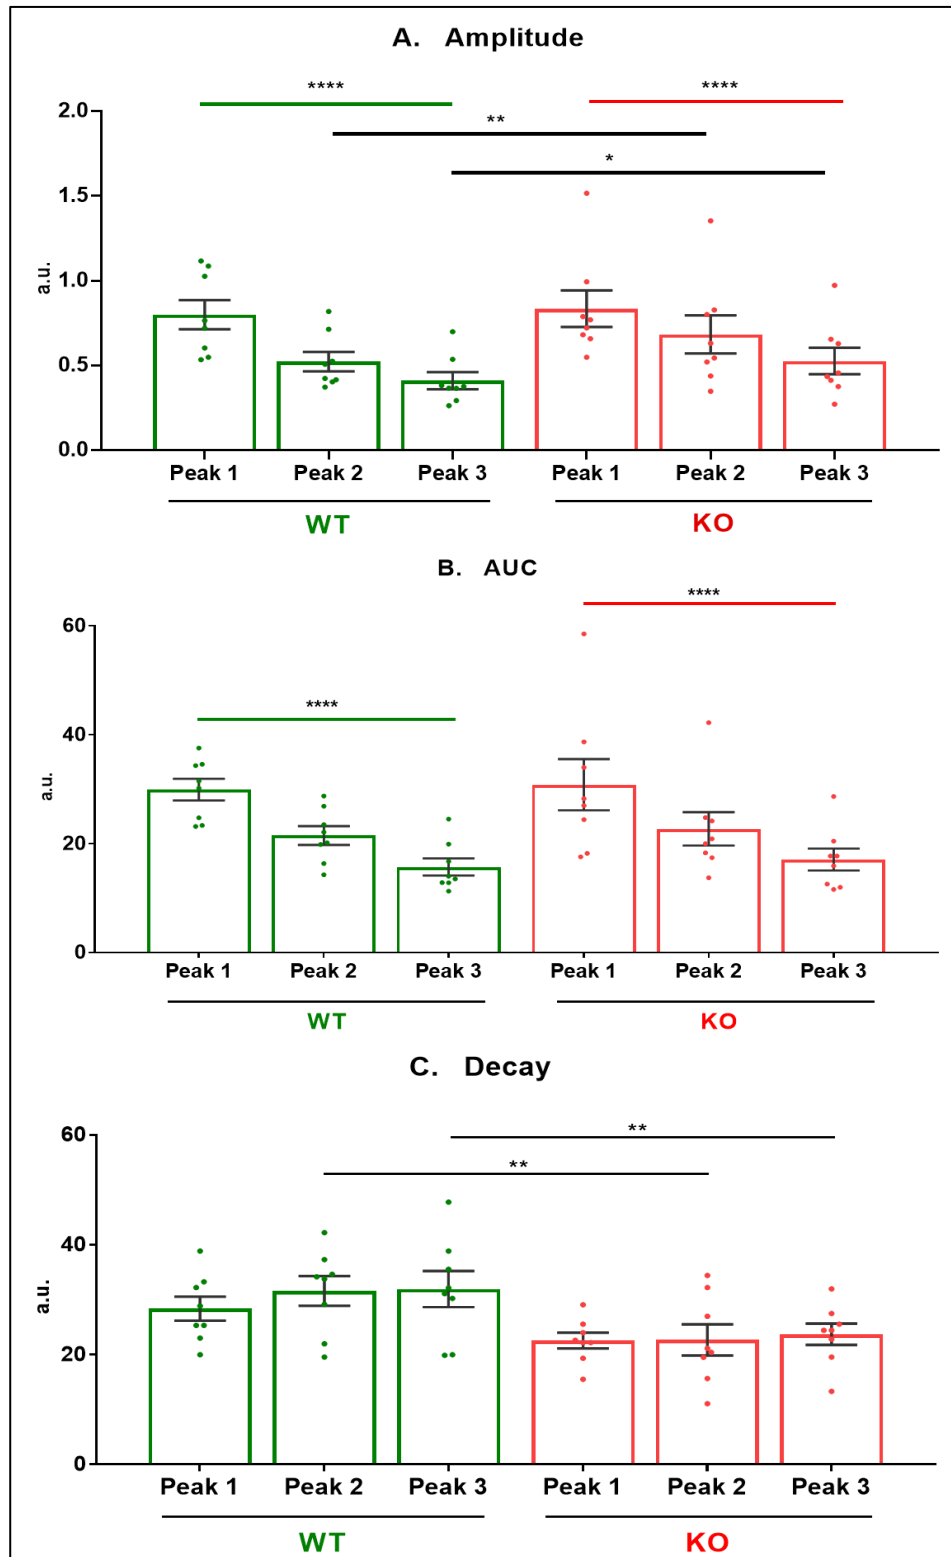 A. Amplitude
**** ****
**
*
2.0
1.5
1.0
0.5
0.0
a.u.
Peak 1 Peak 2 Peak 3 Peak 1 Peak 2 Peak 3
WT KO
B. AUC
****
****
60
40
20
0
a.u.
Peak 1 Peak 2 Peak 3 Peak 1 Peak 2 Peak 3
WT KO
C. Decay
**
**
60
40
20
0
a.u.
Peak 1 Peak 2 Peak 3 Peak 1 Peak 2 Peak 3
WT KO